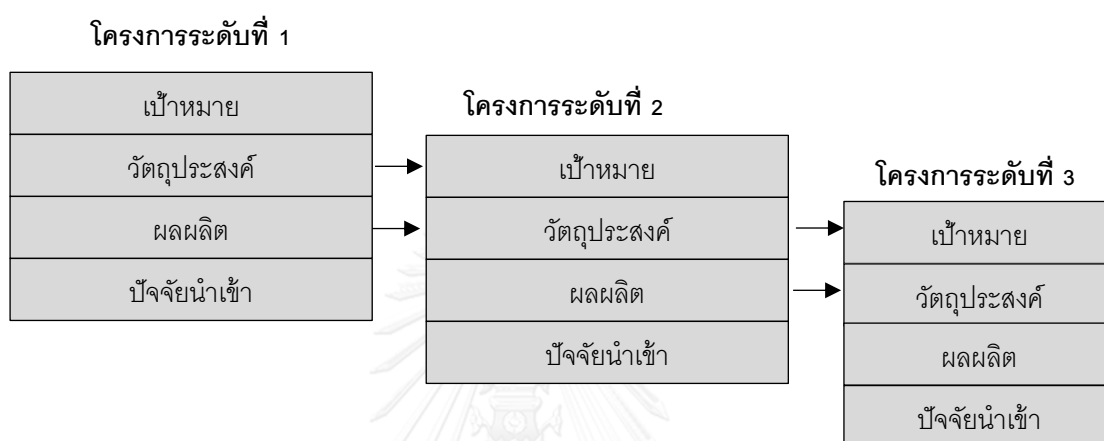 โครงการระดับที่ 1
เป้าหมาย
วัตถุประสงค์
ผลผลิต
ปัจจัยนำเข้า
โครงการระดับที่ 2
เป้าหมาย
วัตถุประสงค์
ผลผลิต
ปัจจัยนำเข้า
โครงการระดับที่ 3
เป้าหมาย
วัตถุประสงค์
ผลผลิต
ปัจจัยนำเข้า